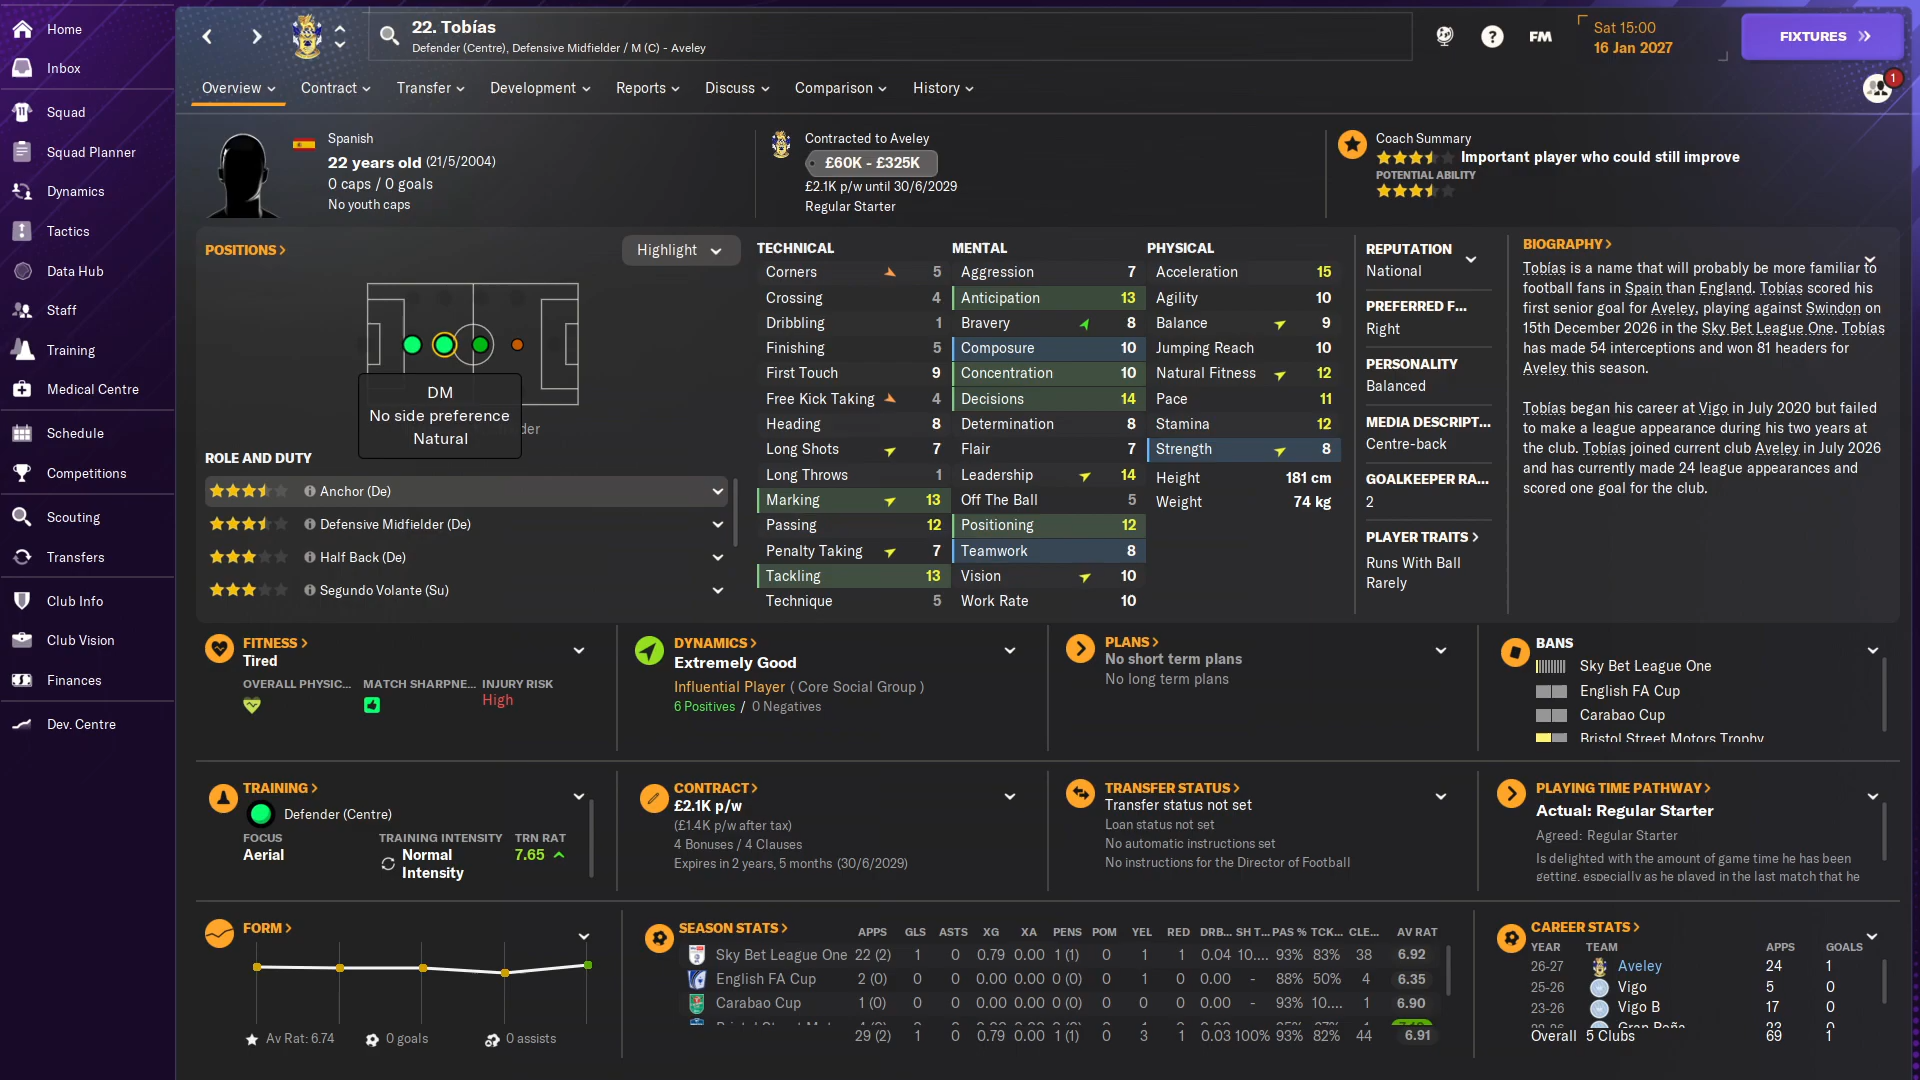 Home
Inbox
Squad
Squad Planner
Dynamics
Tactics
Data Hub
Staff
Training
Medical Centre
Schedule
Competitions
Scouting
Transfers
Club Info
Club Vision
Finances
Dev. Centre
22. Tobías
Defender (Centre), Defensive Midfielder / M (C) - Aveley
?
FM
Sat 15:00
16 Jan 2027
FIXTURES
Overview
Contract
Transfer
Development
Reports
Discuss
Comparison
History
1
Spanish
22 years old (21/5/2004)
0 caps / 0 goals
No youth caps
Contracted to Aveley
£60K - £325K
£2.1K p/w until 30/6/2029
Regular Starter
Coach Summary
Important player who could still improve
POTENTIAL ABILITY
POSITIONS
Highlight
DM
No side preference
Natural
ROLE AND DUTY
Anchor (De)
Defensive Midfielder (De)
Half Back (De)
Segundo Volante (Su)
TECHNICAL
Corners 5
Crossing 4
Dribbling 1
Finishing 5
First Touch 9
Free Kick Taking 4
Heading 8
Long Shots 7
Long Throws 1
Marking 13
Passing 12
Penalty Taking 7
Tackling 13
Technique 5
MENTAL
Aggression 7
Anticipation 13
Bravery 8
Composure 10
Concentration 10
Decisions 14
Determination 8
Flair 7
Leadership 14
Off The Ball 5
Positioning 12
Teamwork 8
Vision 10
Work Rate 10
PHYSICAL
Acceleration 15
Agility 10
Balance 9
Jumping Reach 10
Natural Fitness 12
Pace 11
Stamina 12
Strength 8
Height 181 cm
Weight 74 kg
REPUTATION
National
PREFERRED F...
Right
PERSONALITY
Balanced
MEDIA DESCRIPT...
Centre-back
GOALKEEPER RA...
2
PLAYER TRAITS
Runs With Ball
Rarely
BIOGRAPHY
Tobías is a name that will probably be more familiar to
football fans in Spain than England. Tobías scored his
first senior goal for Aveley, playing against Swindon on
15th December 2026 in the Sky Bet League One. Tobías
has made 54 interceptions and won 81 headers for
Aveley this season.
Tobías began his career at Vigo in July 2020 but failed
to make a league appearance during his two years at
the club. Tobías joined current club Aveley in July 2026
and has currently made 24 league appearances and
scored one goal for the club.
FITNESS
Tired
OVERALL PHYSIC... MATCH SHARPNE... INJURY RISK
High
DYNAMICS
Extremely Good
Influential Player ( Core Social Group )
6 Positives / 0 Negatives
PLANS
No short term plans
No long term plans
BANS
Sky Bet League One
English FA Cup
Carabao Cup
Bristol Street Motors Trophy
TRAINING
Defender (Centre)
FOCUS TRAINING INTENSITY TRN RAT
Aerial Normal 7.65
Intensity
CONTRACT
£2.1K p/w
(£1.4K p/w after tax)
4 Bonuses / 4 Clauses
Expires in 2 years, 5 months (30/6/2029)
TRANSFER STATUS
Transfer status not set
Loan status not set
No automatic instructions set
No instructions for the Director of Football
PLAYING TIME PATHWAY
Actual: Regular Starter
Agreed: Regular Starter
Is delighted with the amount of game time he has been
getting, especially as he played in the last match that he
FORM
Av Rat: 6.74 0 goals 0 assists
SEASON STATS APPS GLS ASTS XG XA PENS POM YEL RED DRB... SH T... PAS % TCK... CLE... AV RAT
Sky Bet League One 22 (2) 1 0 0.79 0.00 1 (1) 0 1 1 0.04 10.... 93% 83% 38 6.92
English FA Cup 2 (0) 0 0 0.00 0.00 0 (0) 0 1 0 0.00 - 88% 50% 4 6.35
Carabao Cup 1 (0) 0 0 0.00 0.00 0 (0) 0 0 0 0.00 - 93% 10.... 1 6.90
29 (2) 1 0 0.79 0.00 1 (1) 0 3 1 0.03 100% 93% 82% 44 6.91
CAREER STATS
YEAR TEAM APPS GOALS
26-27 Aveley 24 1
25-26 Vigo 5 0
23-26 Vigo B 17 0
Overall 5 Clubs 69 1